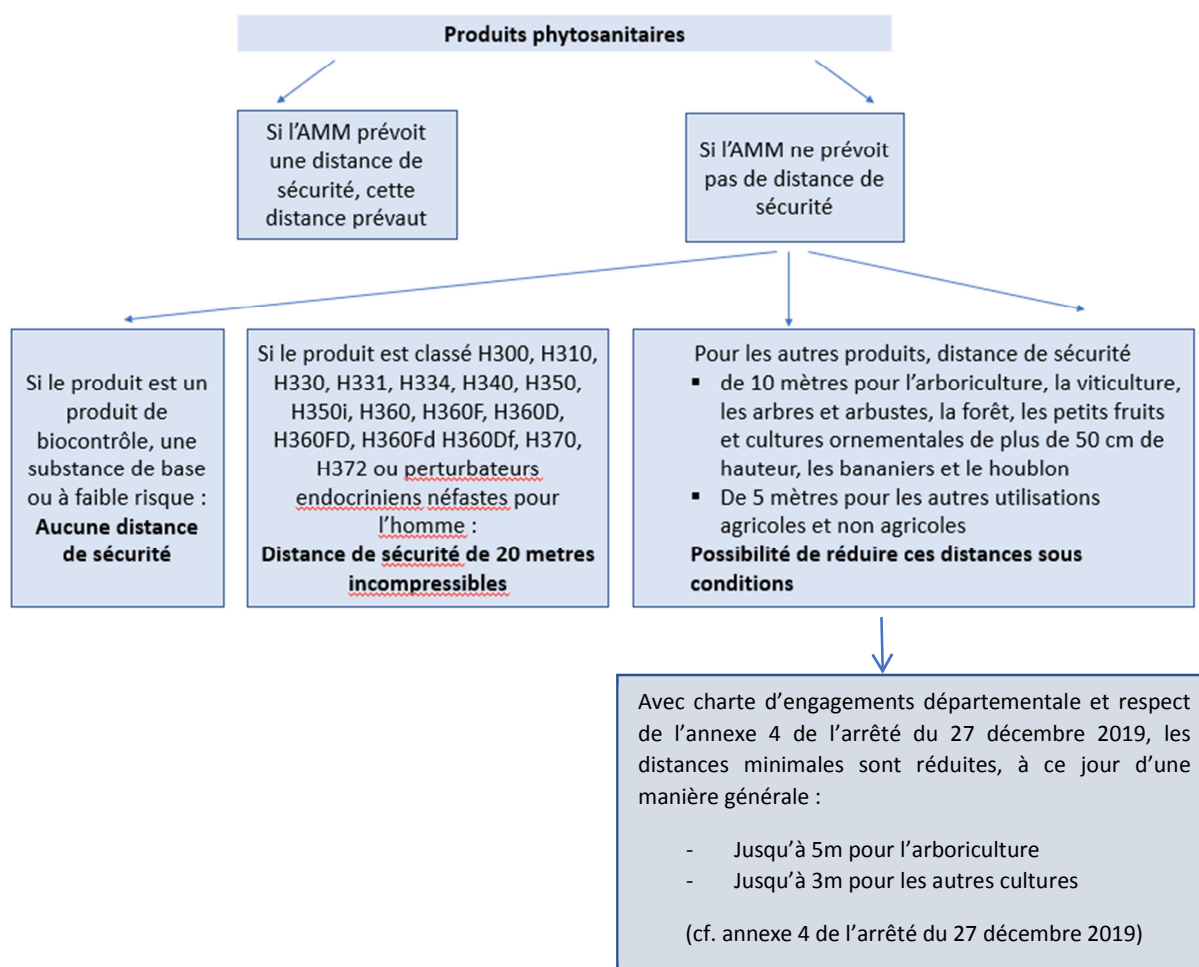 Produits phytosanitaires
Si l'AMM prévoit
une distance de
sécurité, cette
distance prévaut
Si l'AMM ne prévoit
pas de distance de
sécurité
Si le produit est un
produit de
biocontrôle, une
substance de base
ou à faible risque :
Aucune distance
de sécurité
Si le produit est classé H300, H310,
H330, H331, H334, H340, H350,
H350i, H360, H360F, H360D,
H360FD, H360Fd H360Df, H370,
H372 ou perturbateurs
endocriniens néfastes pour
l'homme :
Distance de sécurité de 20 metres
incompressibles
Pour les autres produits, distance de sécurité
▪ de 10 mètres pour l'arboriculture, la viticulture,
les arbres et arbustes, la forêt, les petits fruits
et cultures ornementales de plus de 50 cm de
hauteur, les bananiers et le houblon
▪ De 5 mètres pour les autres utilisations
agricoles et non agricoles
Possibilité de réduire ces distances sous
conditions
Avec charte d'engagements départementale et respect
de l'annexe 4 de l'arrêté du 27 décembre 2019, les
distances minimales sont réduites, à ce jour d'une
manière générale :
- Jusqu'à 5m pour l'arboriculture
- Jusqu'à 3m pour les autres cultures
(cf. annexe 4 de l'arrêté du 27 décembre 2019)